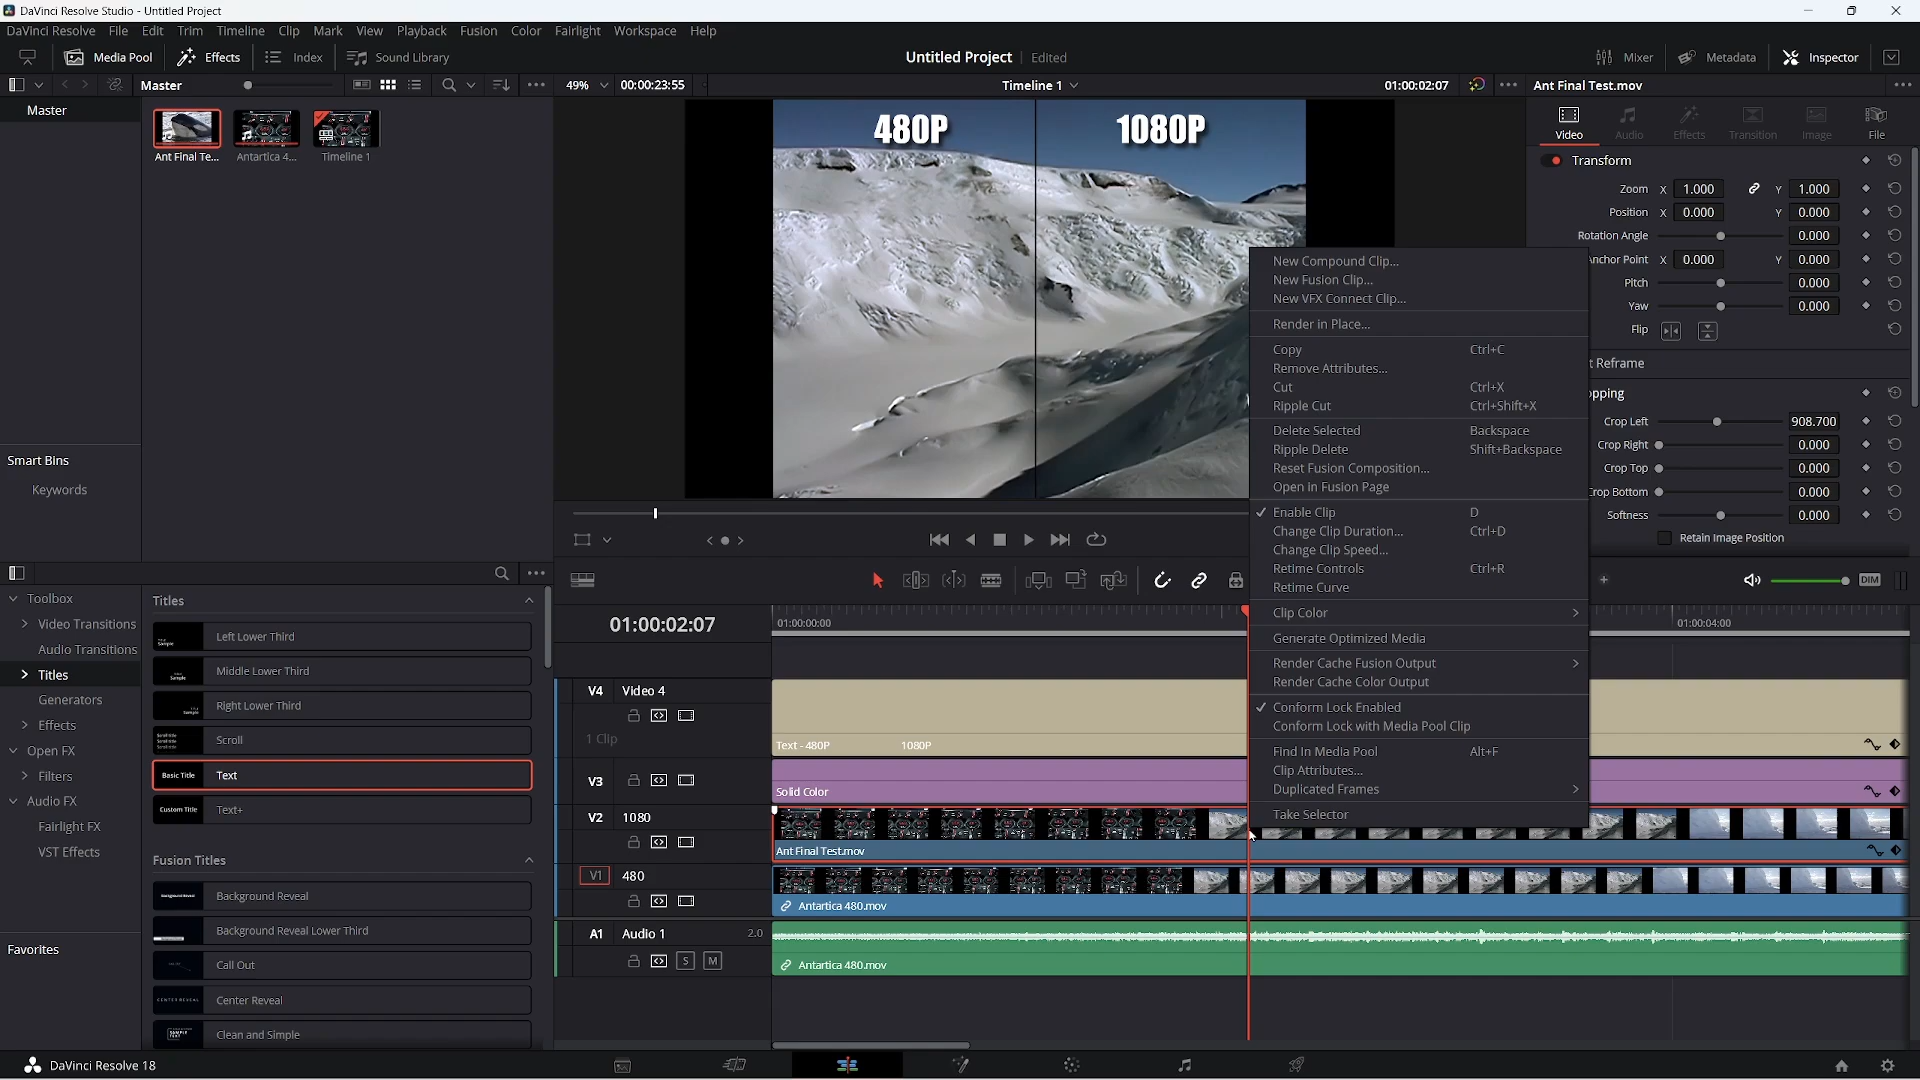 DaVinci Resolve Studio - Untitled Project
DaVinci Resolve File Edit Trim Timeline Clip Mark View Playback Fusion Color Fairlight Workspace Help
Media Pool Effects Index Sound Library Untitled Project Edited Mixer Metadata Inspector
Master 49% 00:00:23:55 Timeline 1 01:00:02:07 Ant Final Test.mov
Master
Ant Final Te... Antartica 4... Timeline 1
480P 1080P
Video Audio Effects Transition Image File
Transform
Zoom X 1.000 Y 1.000
Position X 0.000 Y 0.000
Rotation Angle 0.000
nchor Point X 0.000 Y 0.000
Pitch 0.000
Yaw 0.000
Flip
t Reframe
pping
Crop Left 908.700
Crop Right 0.000
Crop Top 0.000
Crop Bottom 0.000
Softness 0.000
Retain Image Position
Smart Bins
Keywords
New Compound Clip...
New Fusion Clip...
New VFX Connect Clip...
Render in Place...
Copy Ctrl+C
Remove Attributes...
Cut Ctrl+X
Ripple Cut Ctrl+Shift+X
Delete Selected Backspace
Ripple Delete Shift+Backspace
Reset Fusion Composition...
Open in Fusion Page
Enable Clip D
Change Clip Duration... Ctrl+D
Change Clip Speed...
Retime Controls Ctrl+R
Retime Curve
Clip Color
Generate Optimized Media
Render Cache Fusion Output
Render Cache Color Output
Conform Lock Enabled
Conform Lock with Media Pool Clip
Find In Media Pool Alt+F
Clip Attributes...
Duplicated Frames
Take Selector
DIM
Toolbox
Video Transitions
Audio Transitions
Titles
Generators
Effects
Open FX
Filters
Audio FX
Fairlight FX
VST Effects
Favorites
Titles
Left Lower Third
Middle Lower Third
Right Lower Third
Scroll
Basic Title Text
Custom Title Text+
Fusion Titles
Background Reveal
Background Reveal Lower Third
Call Out
CENTER REVEAL Center Reveal
Clean and Simple
01:00:02:07 01:00:00:00 01:00:04:00
V4 Video 4
1 Clip
Text - 480P 1080P
V3
Solid Color
V2 1080
Ant Final Test.mov
V1 480
Antartica 480.mov
A1 Audio 1 2.0
S M
Antartica 480.mov
DaVinci Resolve 18